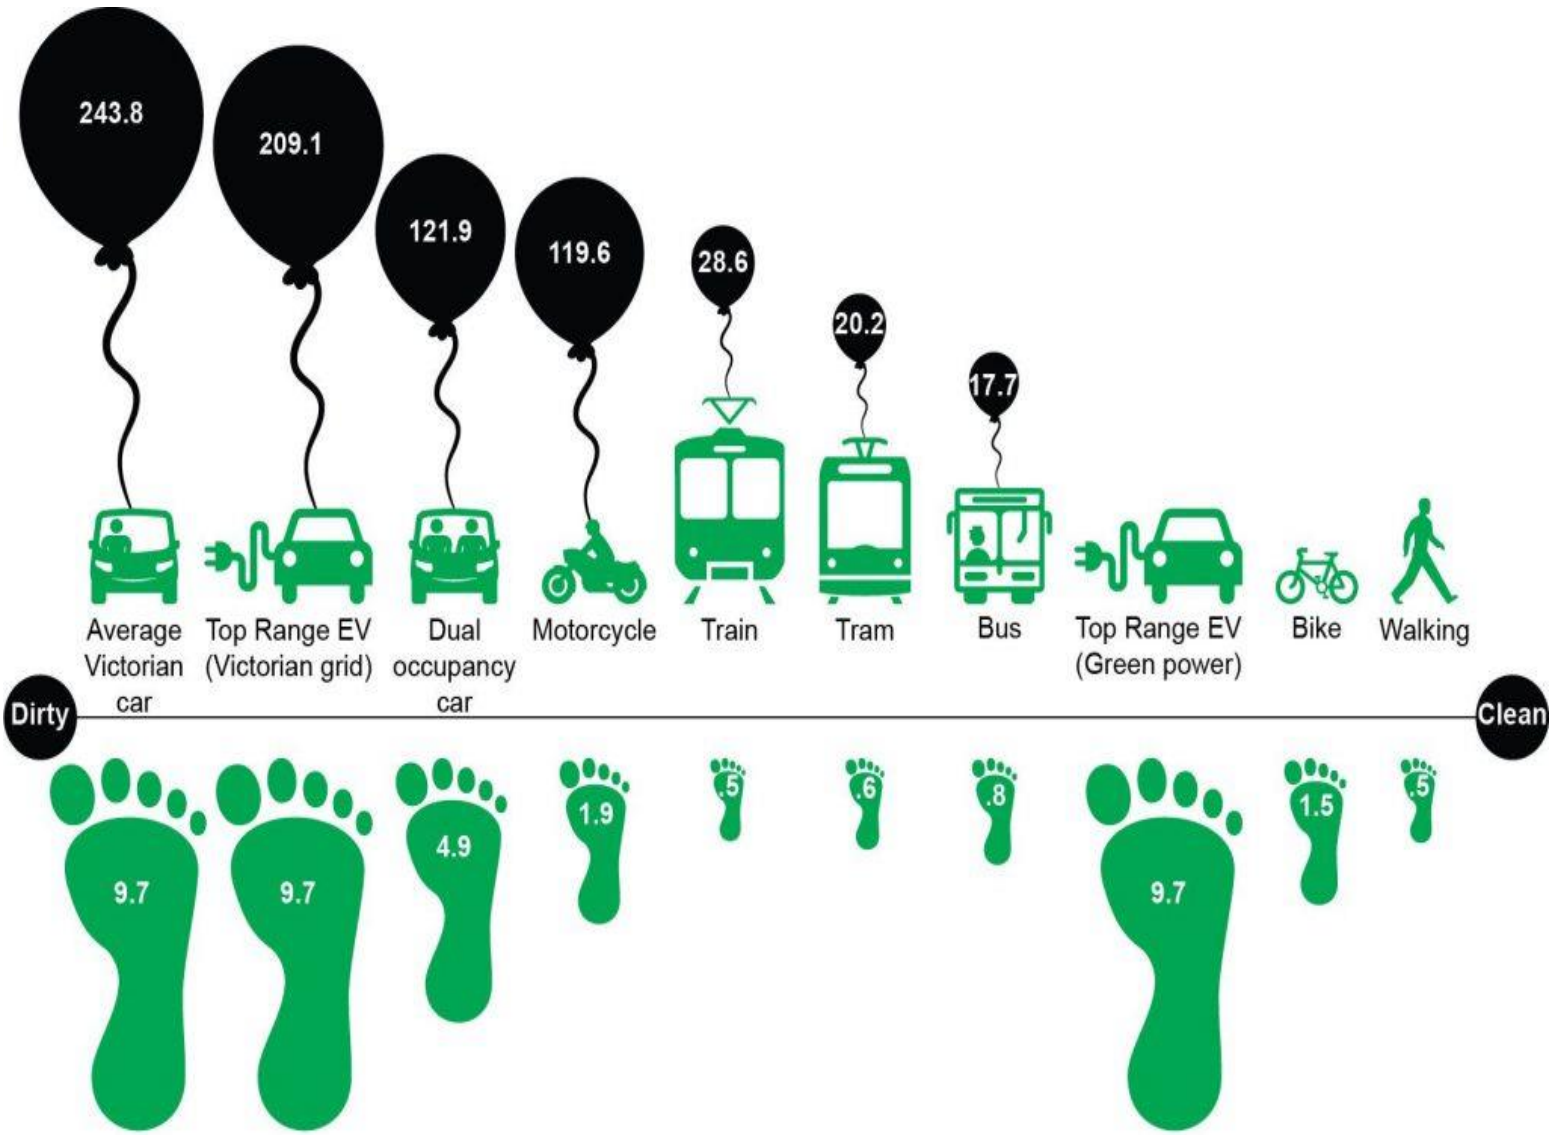 243.8
209.1
121.9
119.6
28.6
20.2
17.7
Average
Victorian
car
Top Range EV
(Victorian grid)
Dual
occupancy
car
Motorcycle
Train
Tram
Bus
Top Range EV
(Green power)
Bike
Walking
Dirty
Clean
9.7
9.7
4.9
1.9
.5
.6
.8
9.7
1.5
.5